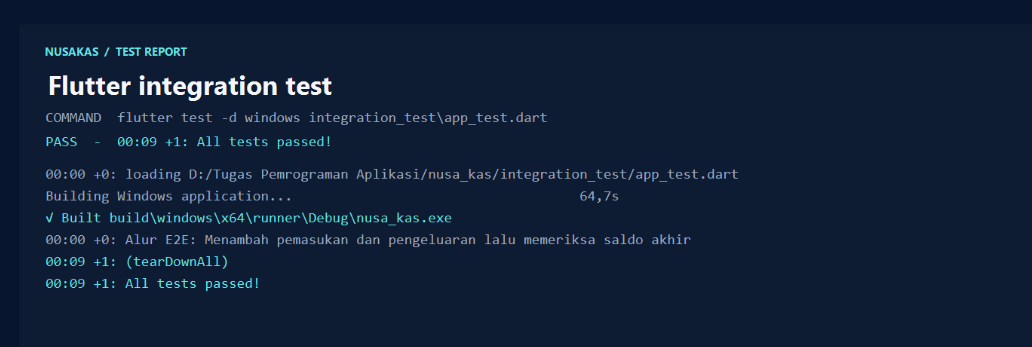 NUSAKAS / TEST REPORT
Flutter integration test
COMMAND  flutter test -d windows integration_test\app_test.dart
PASS  -  00:09 +1: All tests passed!
00:00 +0: loading D:/Tugas Pemrograman Aplikasi/nusa_kas/integration_test/app_test.dart
Building Windows application...                                    64,7s
√ Built build\windows\x64\runner\Debug\nusa_kas.exe
00:00 +0: Alur E2E: Menambah pemasukan dan pengeluaran lalu memeriksa saldo akhir
00:09 +1: (tearDownAll)
00:09 +1: All tests passed!